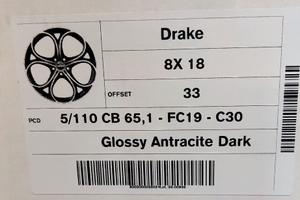 Drake
8X 18
OFFSET 33
PCD 5/110 CB 65,1 - FC19 - C30
Glossy Antracite Dark